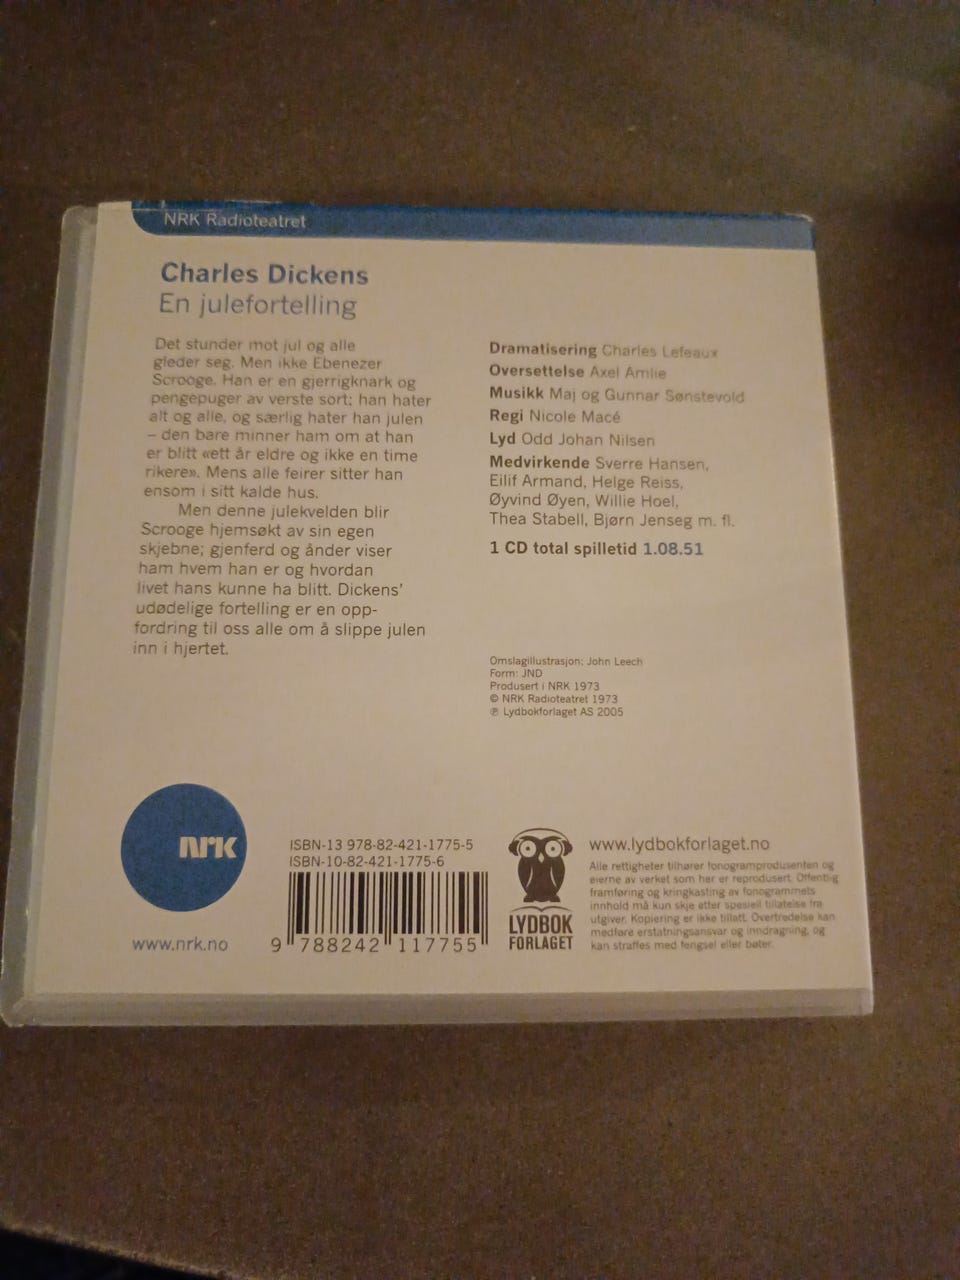 NRK Radioteatret
Charles Dickens
En julefortelling
Det stunder mot jul og alle
gleder seg. Men ikke Ebenezer
Scrooge. Han er en gjerrigknark og
pengepuger av verste sort; han hater
alt og alle, og særlig hater han julen
– den bare minner ham om at han
er blitt «ett år eldre og ikke en time
rikere». Mens alle feirer sitter han
ensom i sitt kalde hus.
Men denne julekvelden blir
Scrooge hjemsøkt av sin egen
skjebne; gjenferd og ånder viser
ham hvem han er og hvordan
livet hans kunne ha blitt. Dickens'
udødelige fortelling er en opp-
fordring til oss alle om å slippe julen
inn i hjertet.
Dramatisering Charles Lefeaux
Oversettelse Axel Amlie
Musikk Maj og Gunnar Sønstevold
Regi Nicole Macé
Lyd Odd Johan Nilsen
Medvirkende Sverre Hansen,
Eilif Armand, Helge Reiss,
Øyvind Øyen, Willie Hoel,
Thea Stabell, Bjørn Jenseg m. fl.
1 CD total spilletid 1.08.51
Omslagillustrasjon: John Leech
Form: JND
Produsert i NRK 1973
© NRK Radioteatret 1973
℗ Lydbokforlaget AS 2005
nrk
www.nrk.no
ISBN-13 978-82-421-1775-5
ISBN-10-82-421-1775-6
9 788242 117755
LYDBOK
FORLAGET
www.lydbokforlaget.no
Alle rettigheter tilhører fonogramprodusenten og
eierne av verket som her er reprodusert. Offentlig
framføring og kringkasting av fonogrammets
innhold må kun skje etter spesiell tillatelse fra
utgiver. Kopiering er ikke tillatt. Overtredelse kan
medføre erstatningsansvar og inndragning, og
kan straffes med fengsel eller bøter.